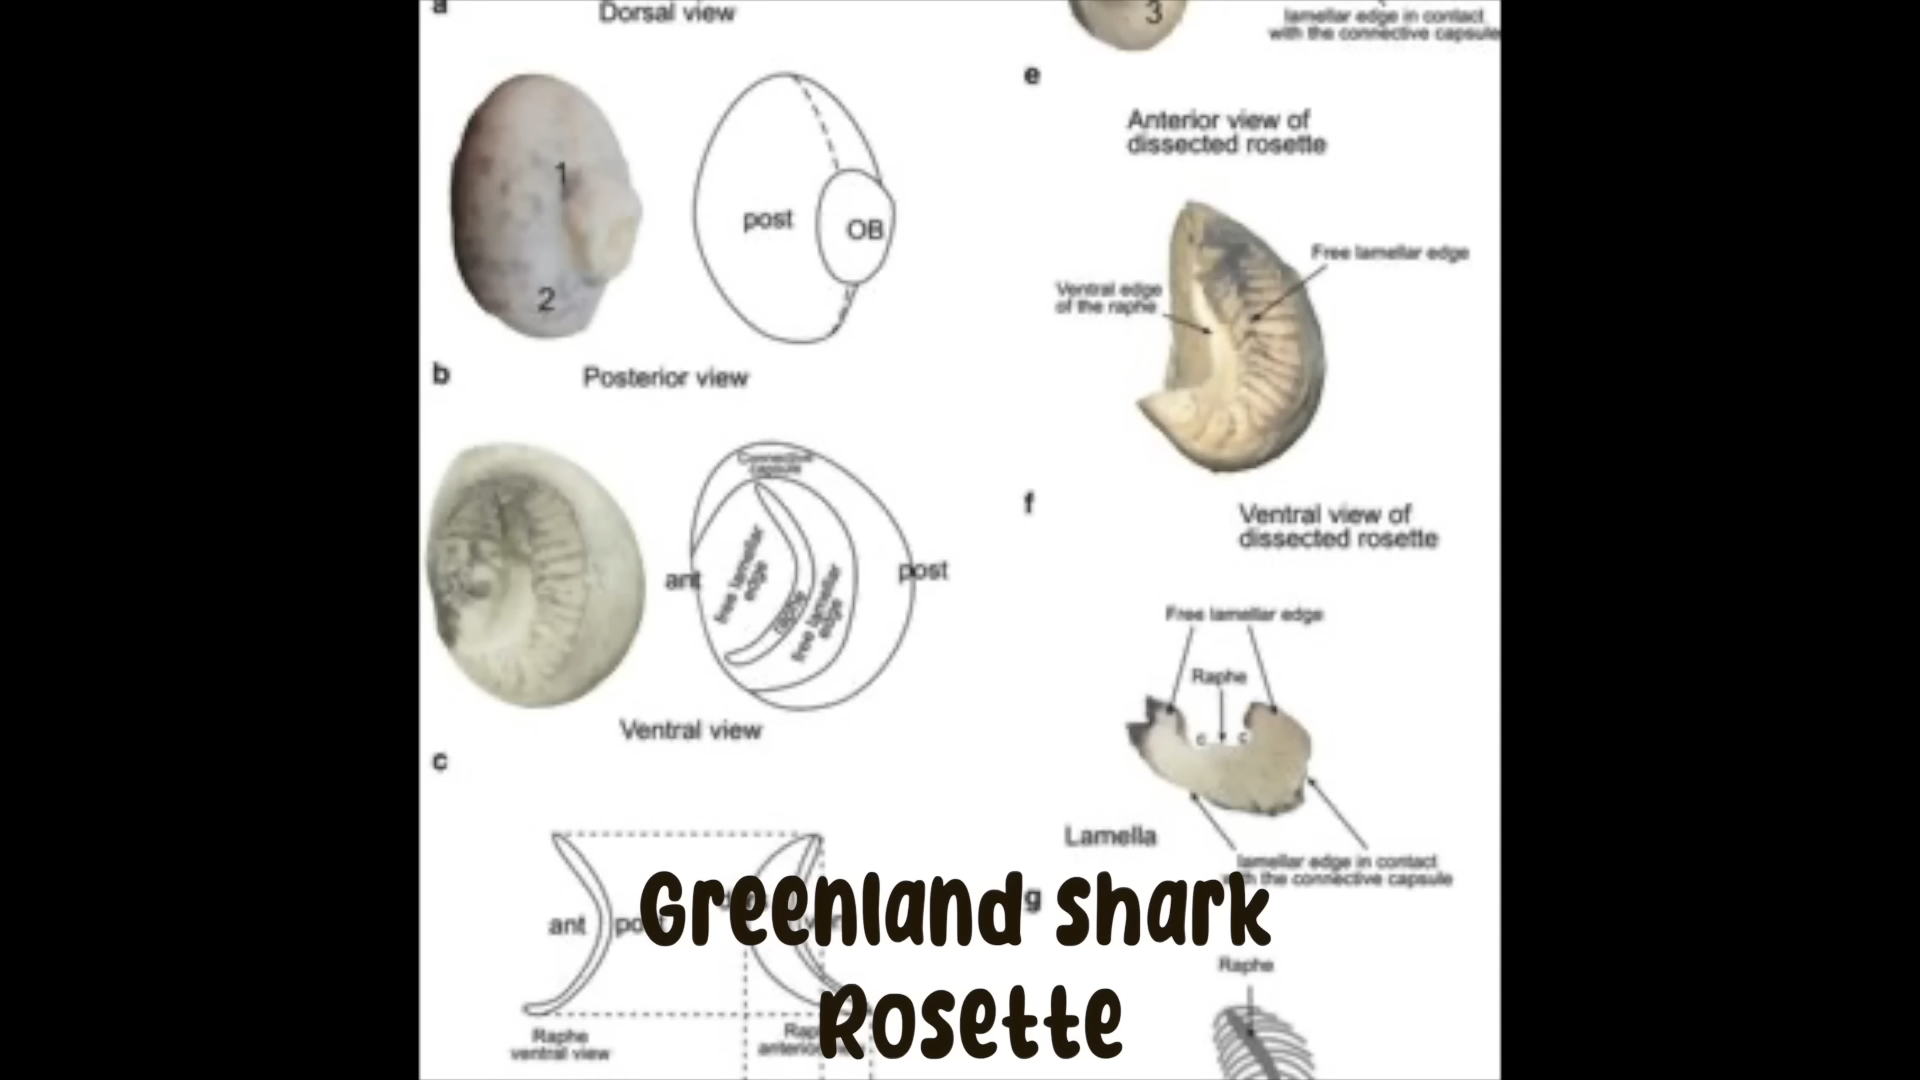 a
Dorsal view
1
2
post
OB
b
Posterior view
Connective
capsule
ant
free lamellar
edge
raphe
free lamellar
edge
post
Ventral view
c
ant
Raphe
ventral view
3
lamellar edge in contact
with the connective capsule
e
Anterior view of
dissected rosette
Free lamellar edge
Ventral edge
of the raphe
f
Ventral view of
dissected rosette
Free lamellar edge
Raphe
c c
Lamella
lamellar edge in contact
the connective capsule
g
Raphe
Greenland shark
Rosette